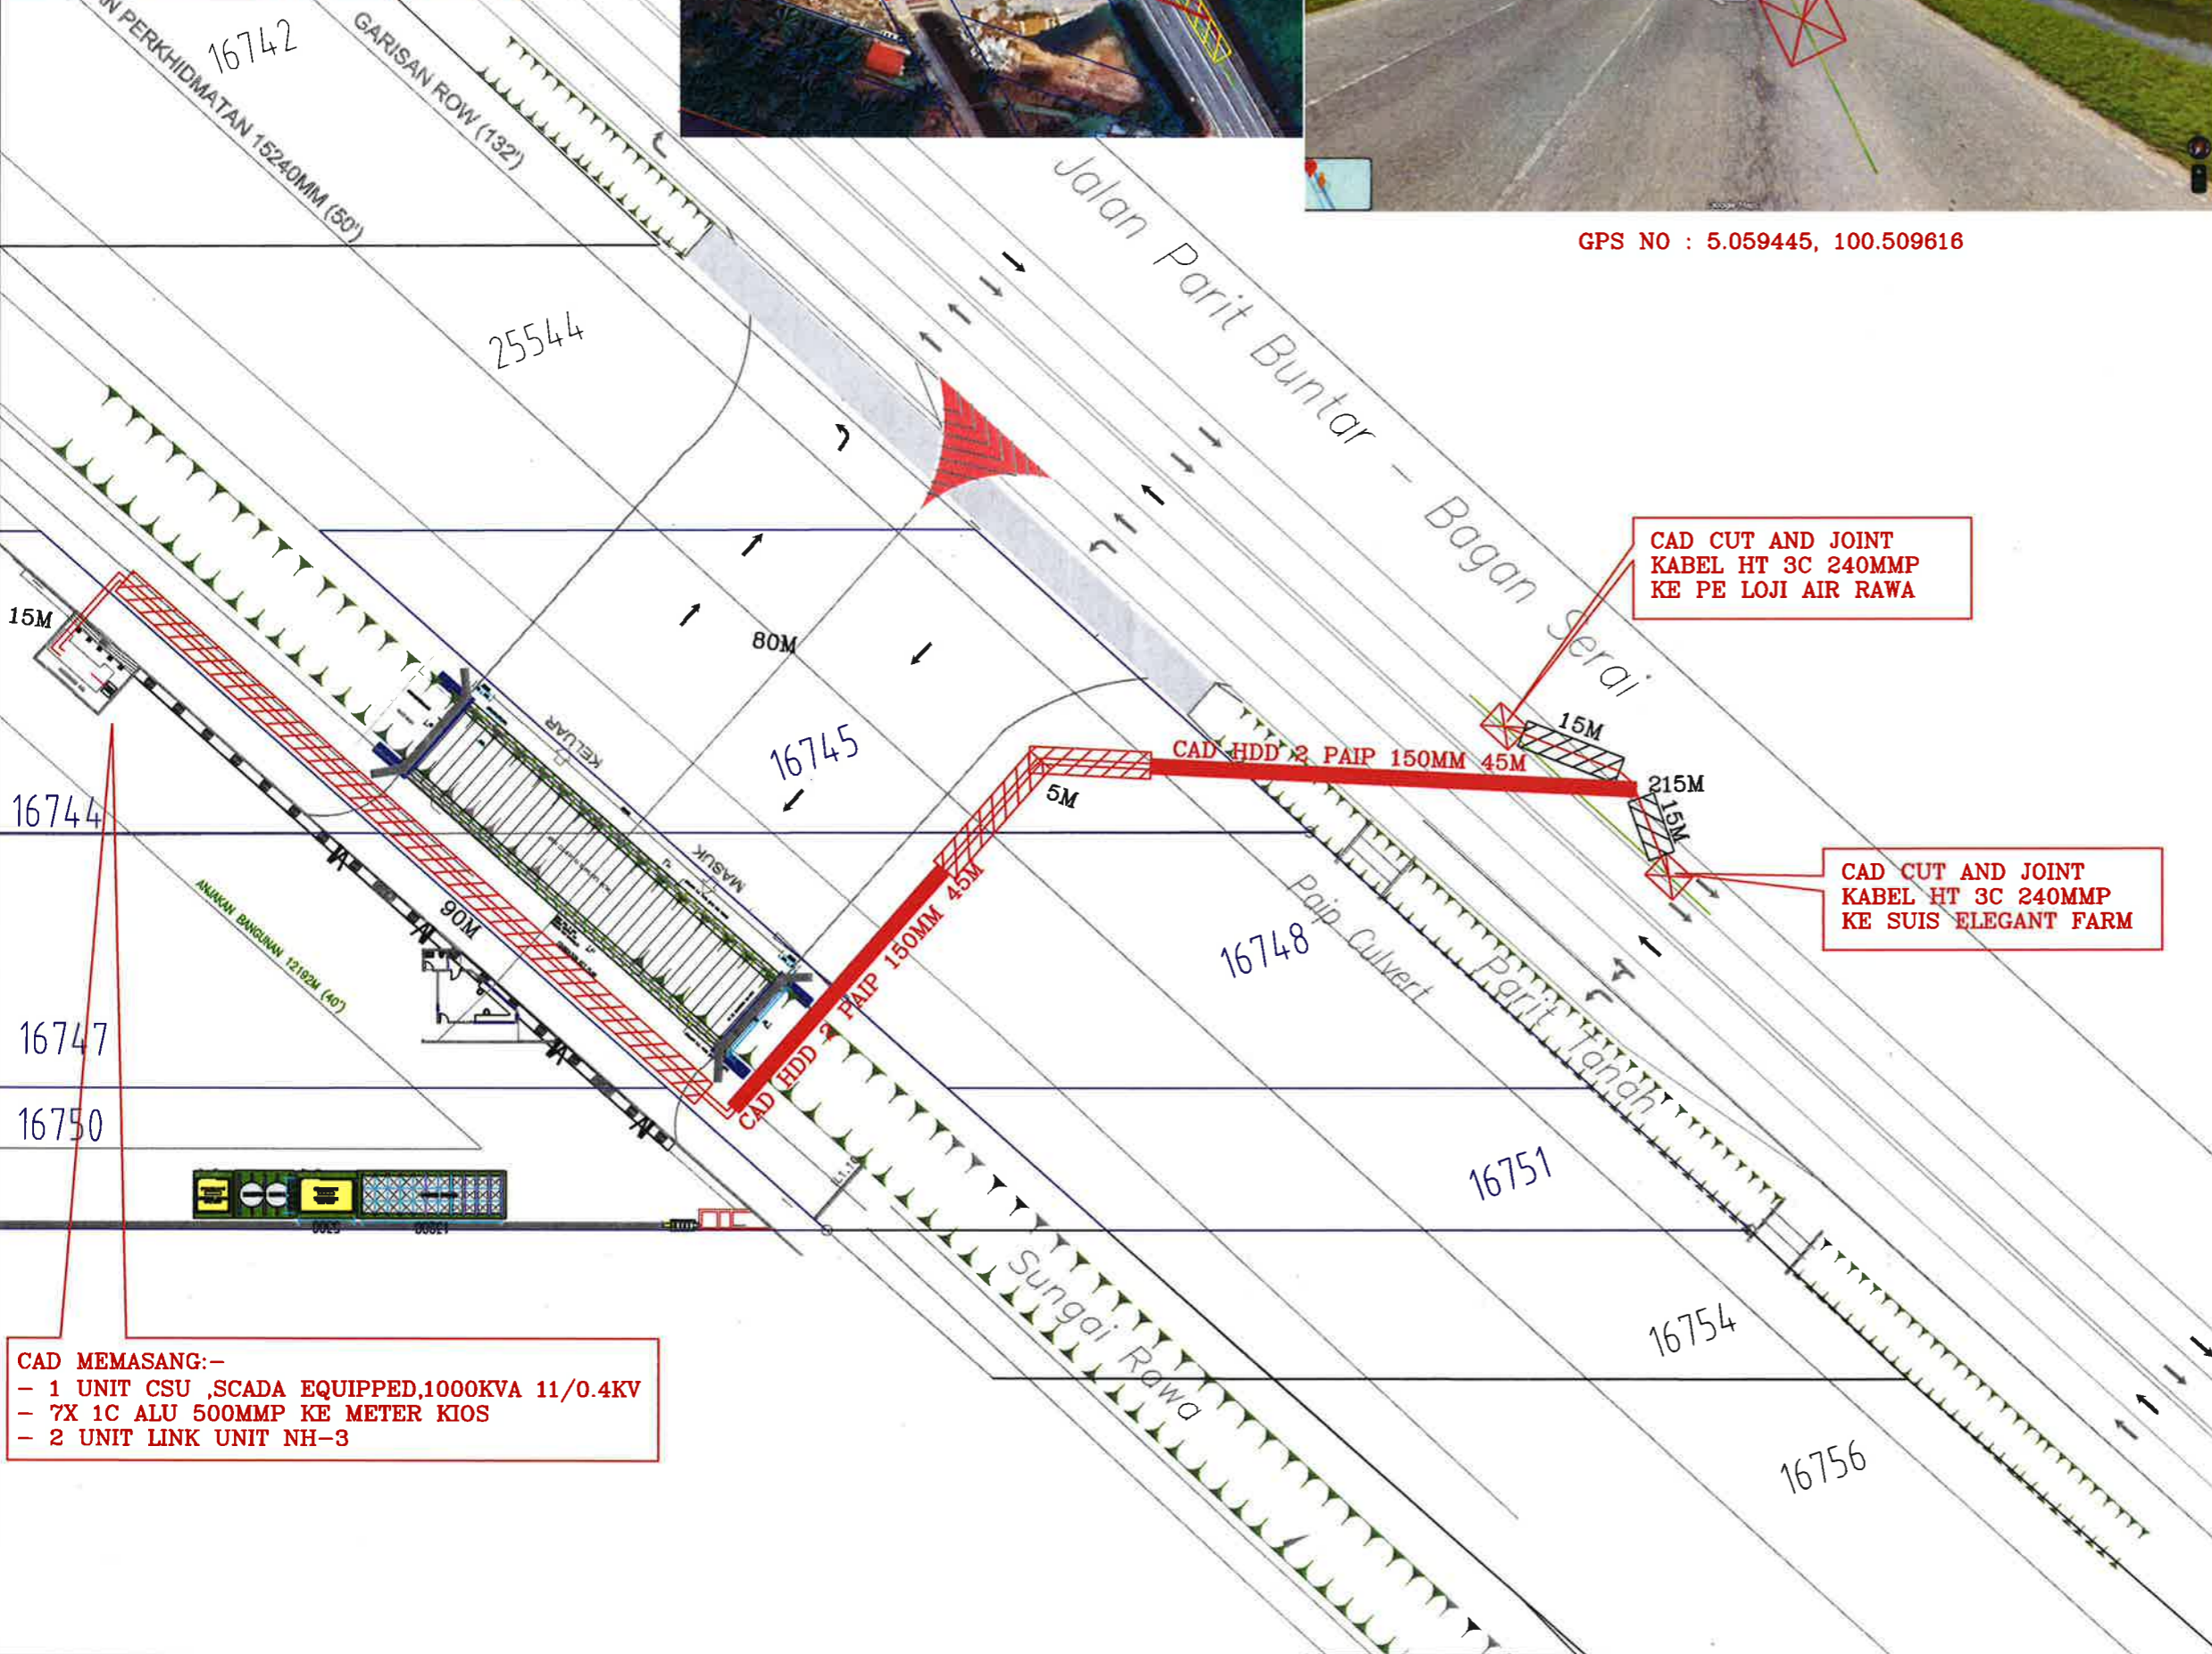 16742
N PERKHIDMATAN 15240MM (50')
GARISAN ROW (132')
Jalan Parit Buntar - Bagan Serai
GPS NO : 5.059445, 100.509616
25544
CAD CUT AND JOINT
KABEL HT 3C 240MMP
KE PE LOJI AIR RAWA
15M
80M
KELUAR
16745
CAD HDD 2 PAIP 150MM 45M
15M
5M
215M
15M
16744
MASUK
CAD HDD 2 PAIP 150MM 45M
CAD CUT AND JOINT
KABEL HT 3C 240MMP
KE SUIS ELEGANT FARM
ANJAKAN BANGUNAN 12192M (40')
90M
16748
Paip Culvert
Parit Tanah
16747
16750
16751
Sungai Rawa
16754
CAD MEMASANG:-
- 1 UNIT CSU ,SCADA EQUIPPED,1000KVA 11/0.4KV
- 7X 1C ALU 500MMP KE METER KIOS
- 2 UNIT LINK UNIT NH-3
16756